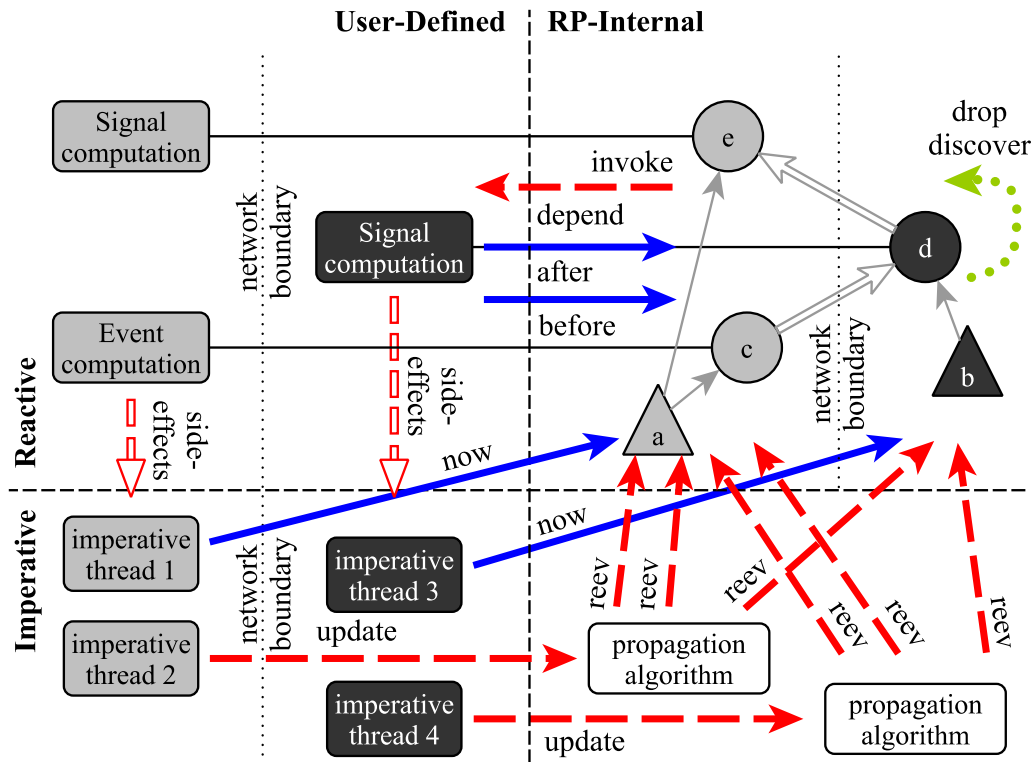 User-Defined
RP-Internal
Signal
computation
e
drop
discover
invoke
depend
network
boundary
Signal
computation
d
after
before
Event
computation
c
network
boundary
b
Reactive
side-
effects
side-
effects
a
now
now
Imperative
imperative
thread 1
network
boundary
imperative
thread 3
reev
reev
reev
reev
reev
reev
update
imperative
thread 2
propagation
algorithm
imperative
thread 4
update
propagation
algorithm